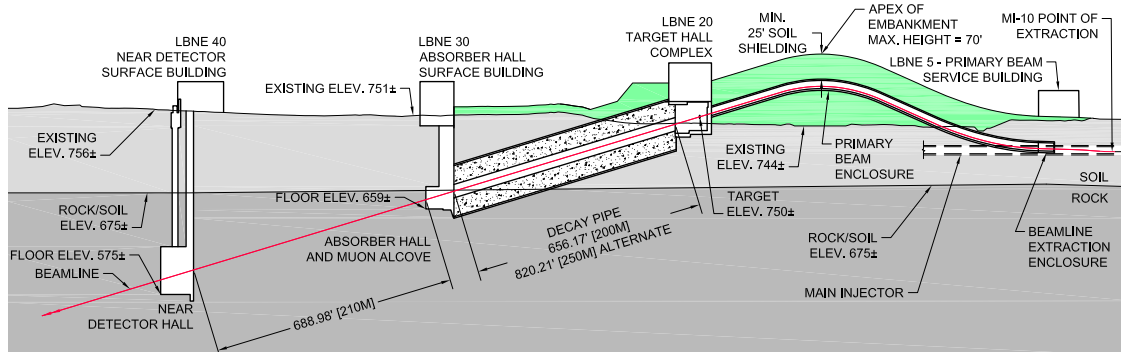 LBNE 40
NEAR DETECTOR
SURFACE BUILDING
LBNE 30
ABSORBER HALL
SURFACE BUILDING
LBNE 20
TARGET HALL
COMPLEX
MIN.
25' SOIL
SHIELDING
APEX OF
EMBANKMENT
MAX. HEIGHT = 70'
MI-10 POINT OF
EXTRACTION
LBNE 5 - PRIMARY BEAM
SERVICE BUILDING
EXISTING ELEV. 751±
EXISTING
ELEV. 756±
EXISTING
ELEV. 744±
PRIMARY
BEAM
ENCLOSURE
SOIL
ROCK
FLOOR ELEV. 659±
TARGET
ELEV. 750±
ROCK/SOIL
ELEV. 675±
DECAY PIPE
656.17' [200M]
820.21' [250M] ALTERNATE
ROCK/SOIL
ELEV. 675±
BEAMLINE
EXTRACTION
ENCLOSURE
FLOOR ELEV. 575±
BEAMLINE
ABSORBER HALL
AND MUON ALCOVE
MAIN INJECTOR
NEAR
DETECTOR HALL
688.98' [210M]